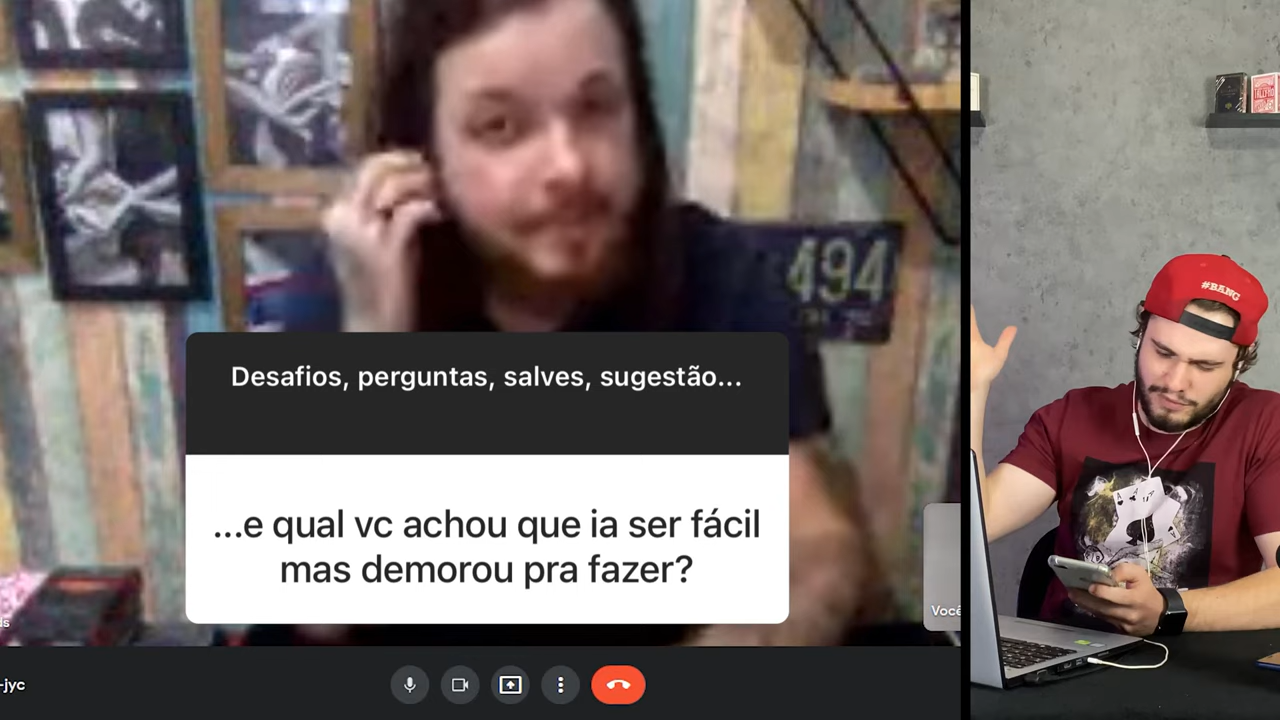 494
#BANG
Desafios, perguntas, salves, sugestão...
...e qual vc achou que ia ser fácil
mas demorou pra fazer?
Você
ds
-jyc